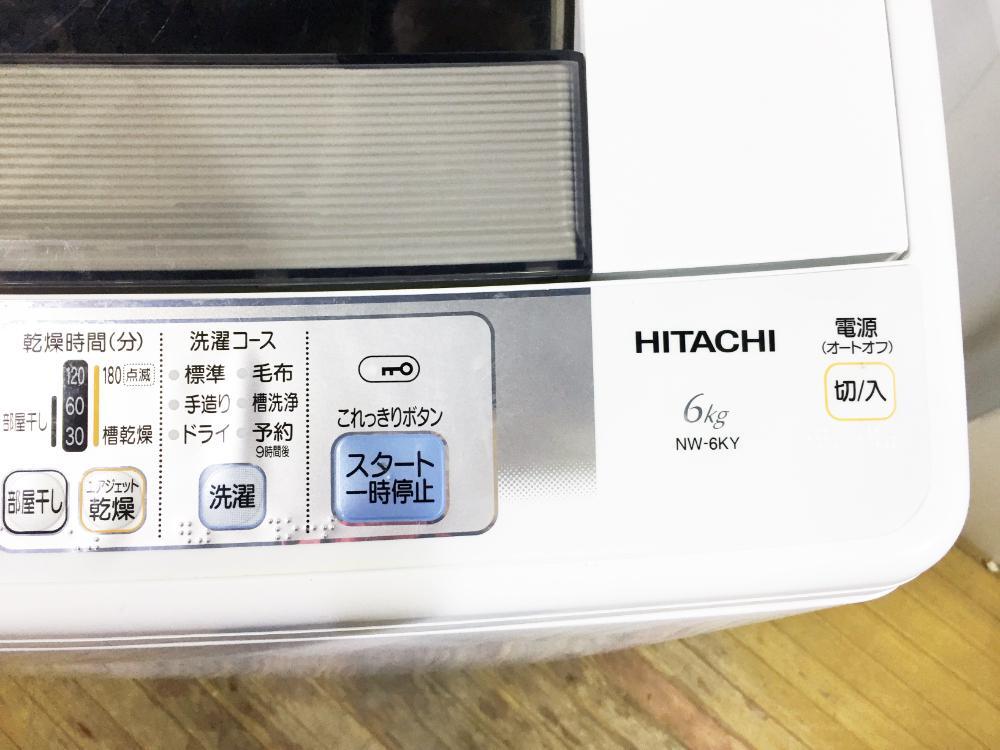 乾燥時間(分)
120
60
30
180 点滅
部屋干し
槽乾燥
部屋干し
エアジェット
乾燥
洗濯コース
標準
毛布
手造り
槽洗浄
ドライ
予約
9時間後
洗濯
これっきりボタン
スタート
一時停止
HITACHI
6kg
NW-6KY
電源
(オートオフ)
切/入